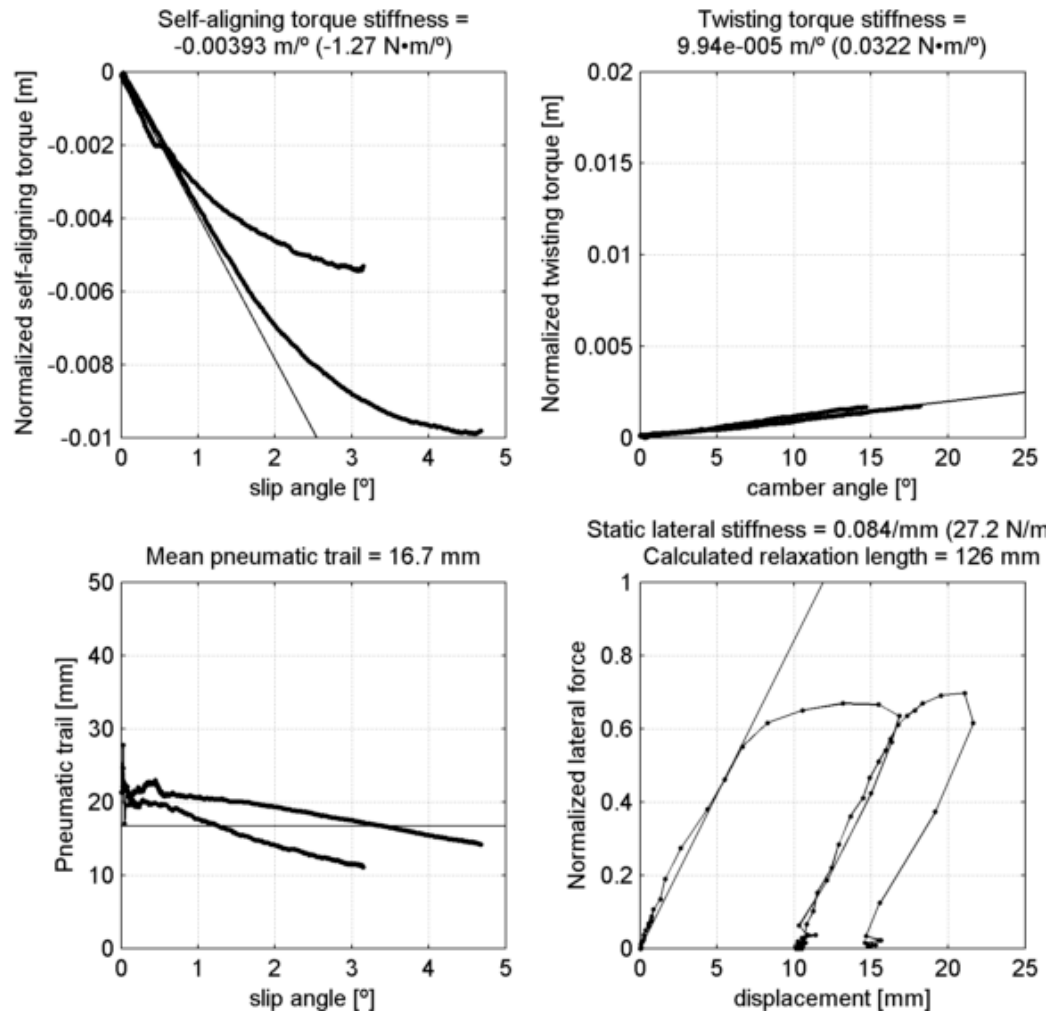 Self-aligning torque stiffness =
-0.00393 m/º (-1.27 N•m/º)
0
-0.002
-0.004
-0.006
-0.008
-0.01
Normalized self-aligning torque [m]
0 1 2 3 4 5
slip angle [º]
Twisting torque stiffness =
9.94e-005 m/º (0.0322 N•m/º)
0.02
0.015
0.01
0.005
0
Normalized twisting torque [m]
0 5 10 15 20 25
camber angle [º]
Mean pneumatic trail = 16.7 mm
50
40
30
20
10
0
Pneumatic trail [mm]
0 1 2 3 4 5
slip angle [º]
Static lateral stiffness = 0.084/mm (27.2 N/m
Calculated relaxation length = 126 mm
1
0.8
0.6
0.4
0.2
0
Normalized lateral force
0 5 10 15 20 25
displacement [mm]